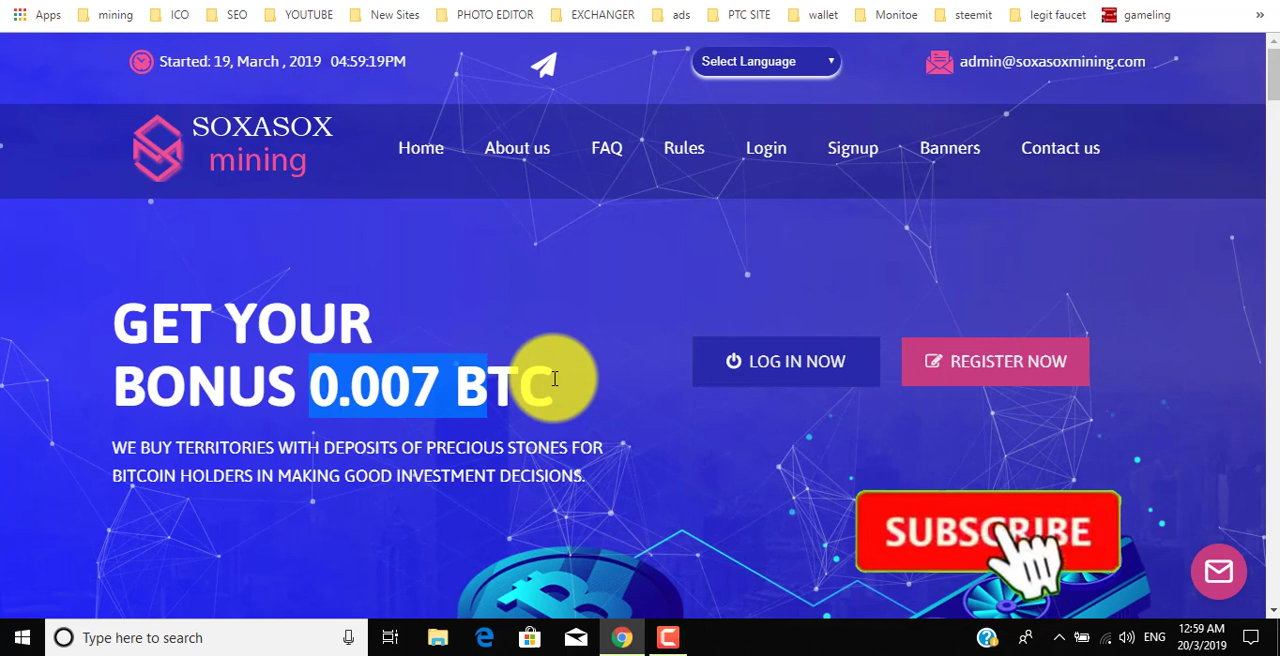 Apps mining ICO SEO YOUTUBE New Sites PHOTO EDITOR EXCHANGER ads PTC SITE wallet Monitoe steemit legit faucet gameling »
Started: 19, March , 2019 04:59:19PM Select Language admin@soxasoxmining.com
SOXASOX
mining
Home About us FAQ Rules Login Signup Banners Contact us
GET YOUR
BONUS 0.007 BTC
LOG IN NOW REGISTER NOW
WE BUY TERRITORIES WITH DEPOSITS OF PRECIOUS STONES FOR
BITCOIN HOLDERS IN MAKING GOOD INVESTMENT DECISIONS.
SUBSCRIBE
Type here to search ENG 12:59 AM
20/3/2019